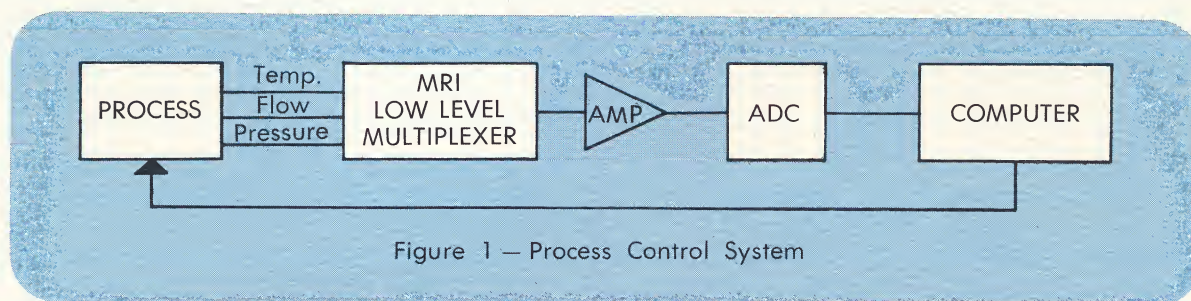 PROCESS
Temp.
Flow
Pressure
MRI
LOW LEVEL
MULTIPLEXER
AMP.
ADC
COMPUTER
Figure 1 — Process Control System